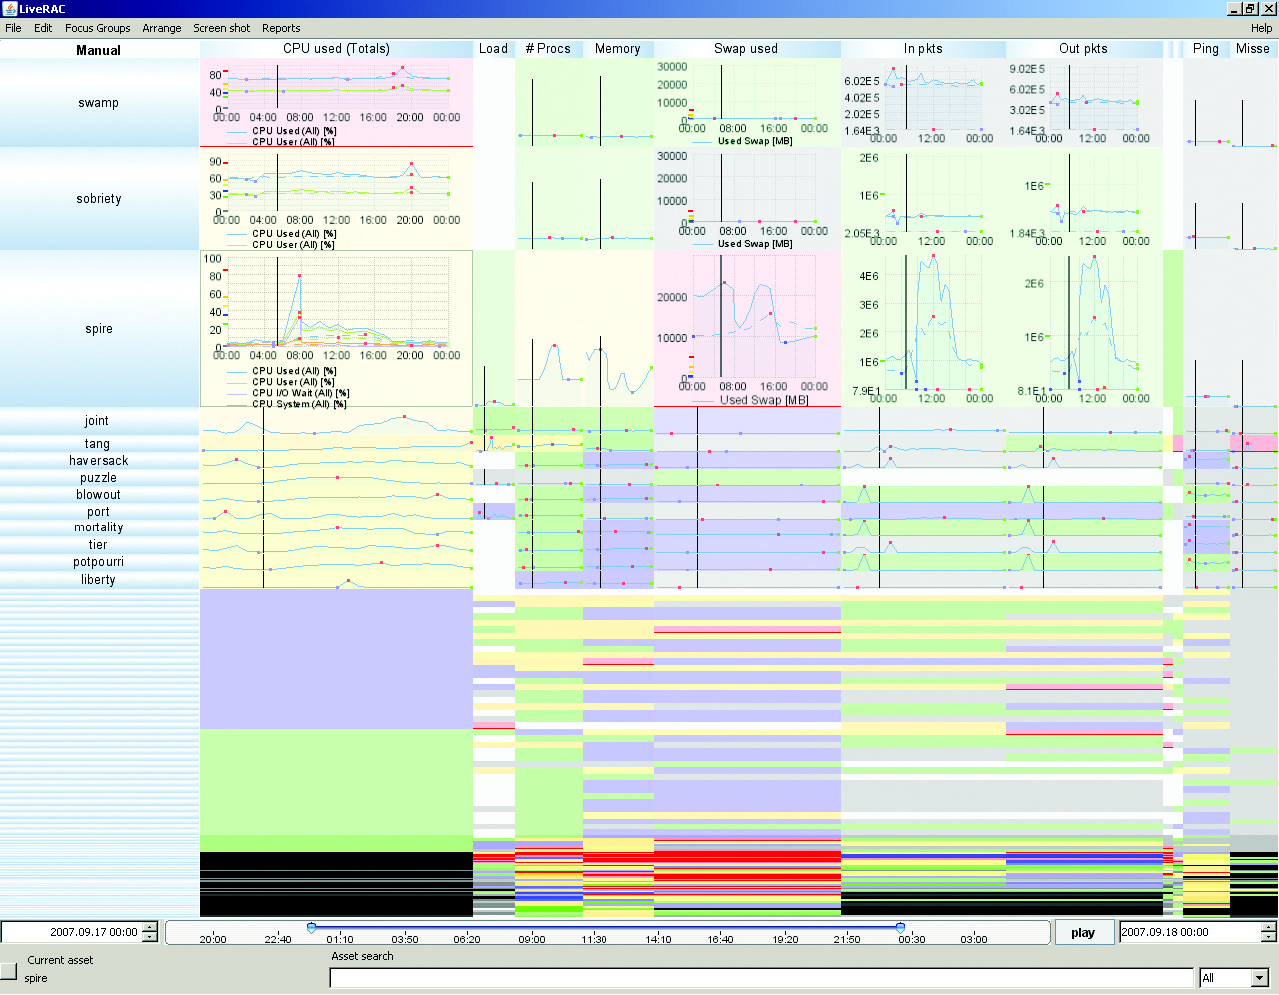 LiveRAC
File Edit Focus Groups Arrange Screen shot Reports Help
Manual CPU used (Totals) Load # Procs Memory Swap used In pkts Out pkts Ping Misse
swamp
80
40
0
00:00 04:00 08:00 12:00 16:00 20:00 00:00
CPU Used (All) [%]
CPU User (All) [%]
30000
20000
10000
0
00:00 08:00 16:00 00:00
Used Swap [MB]
6.02E5
4.02E5
2.02E5
1.64E3
00:00 12:00 00:00
9.02E5
6.02E5
3.02E5
1.64E3
00:00 12:00 00:00
sobriety
90
60
30
0
00:00 04:00 08:00 12:00 16:00 20:00 00:00
CPU Used (All) [%]
CPU User (All) [%]
30000
20000
10000
0
00:00 08:00 16:00 00:00
Used Swap [MB]
2E6
1E6
2.05E3
00:00 12:00 00:00
1E6
1.84E3
00:00 12:00 00:00
spire
100
80
60
40
20
0
00:00 04:00 08:00 12:00 16:00 20:00 00:00
CPU Used (All) [%]
CPU User (All) [%]
CPU I/O Wait (All) [%]
CPU System (All) [%]
20000
10000
0
00:00 08:00 16:00 00:00
Used Swap [MB]
4E6
3E6
2E6
1E6
7.9E1
00:00 12:00 00:00
2E6
1E6
8.1E1
00:00 12:00 00:00
joint
tang
haversack
puzzle
blowout
port
mortality
tier
potpourri
liberty
2007.09.17 00:00 20:00 22:40 01:10 03:50 06:20 09:00 11:30 14:10 16:40 19:20 21:50 00:30 03:00 play 2007.09.18 00:00
Current asset
spire
Asset search
All